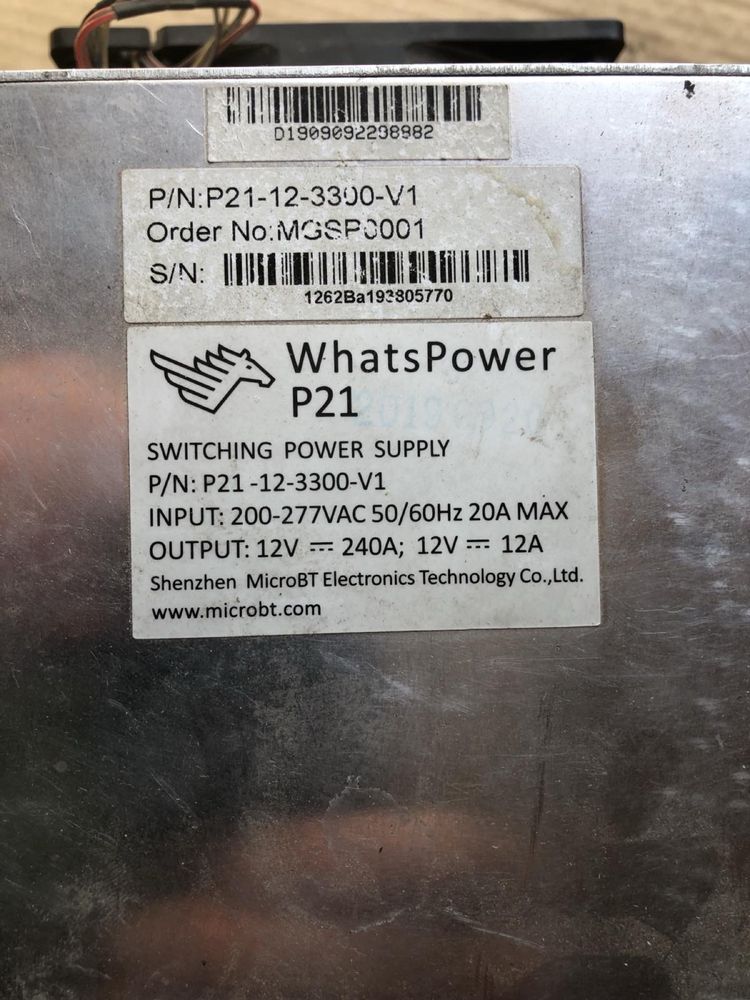 D1909092298982
P/N:P21-12-3300-V1
Order No:MGSP0001
S/N:
1262Ba193805770
WhatsPower
P21
SWITCHING POWER SUPPLY
P/N: P21 -12-3300-V1
INPUT: 200-277VAC 50/60Hz 20A MAX
OUTPUT: 12V ⎓ 240A; 12V ⎓ 12A
Shenzhen MicroBT Electronics Technology Co.,Ltd.
www.microbt.com